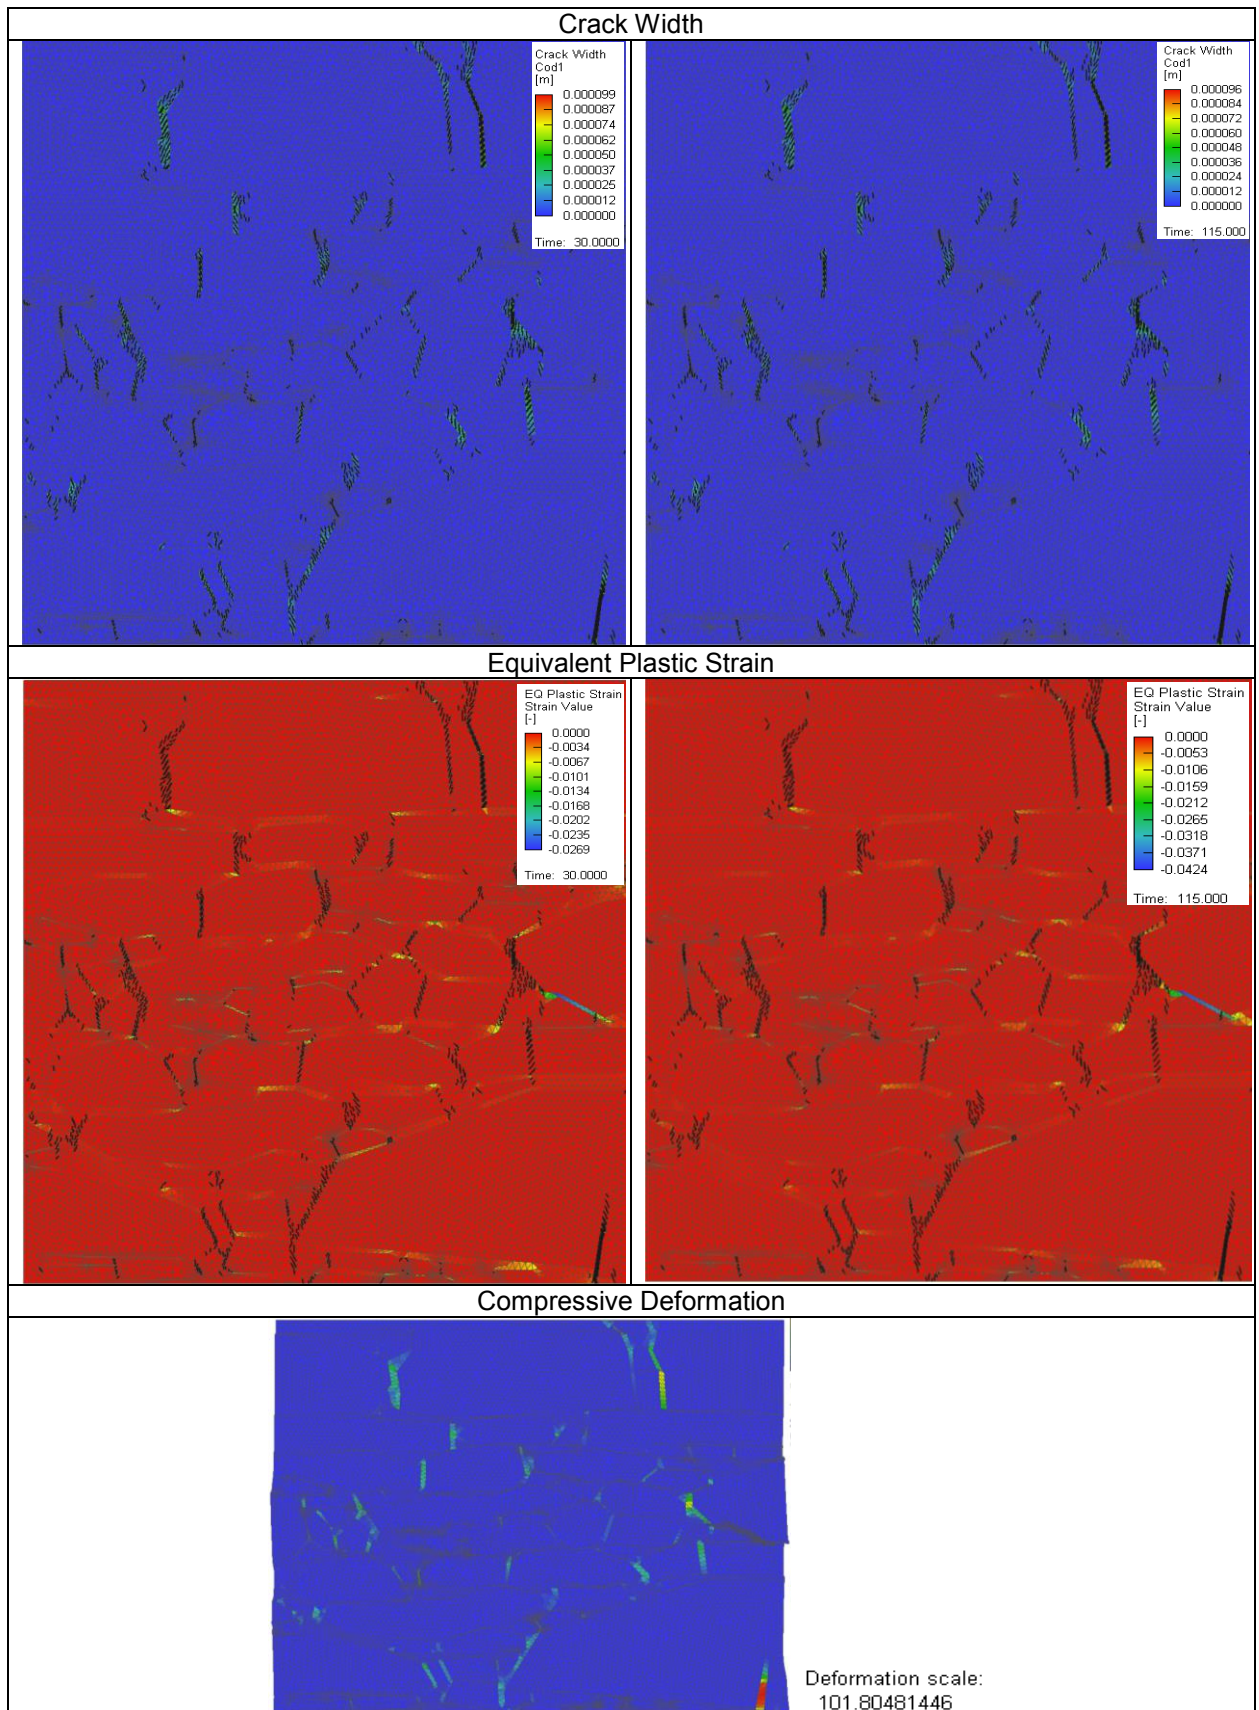 Crack Width
Crack Width
Cod1
[m]
0.000099
0.000087
0.000074
0.000062
0.000050
0.000037
0.000025
0.000012
0.000000
Time: 30.0000
Crack Width
Cod1
[m]
0.000096
0.000084
0.000072
0.000060
0.000048
0.000036
0.000024
0.000012
0.000000
Time: 115.000
Equivalent Plastic Strain
EQ Plastic Strain
Strain Value
[-]
0.0000
-0.0034
-0.0067
-0.0101
-0.0134
-0.0168
-0.0202
-0.0235
-0.0269
Time: 30.0000
EQ Plastic Strain
Strain Value
[-]
0.0000
-0.0053
-0.0106
-0.0159
-0.0212
-0.0265
-0.0318
-0.0371
-0.0424
Time: 115.000
Compressive Deformation
Deformation scale:
101.80481446